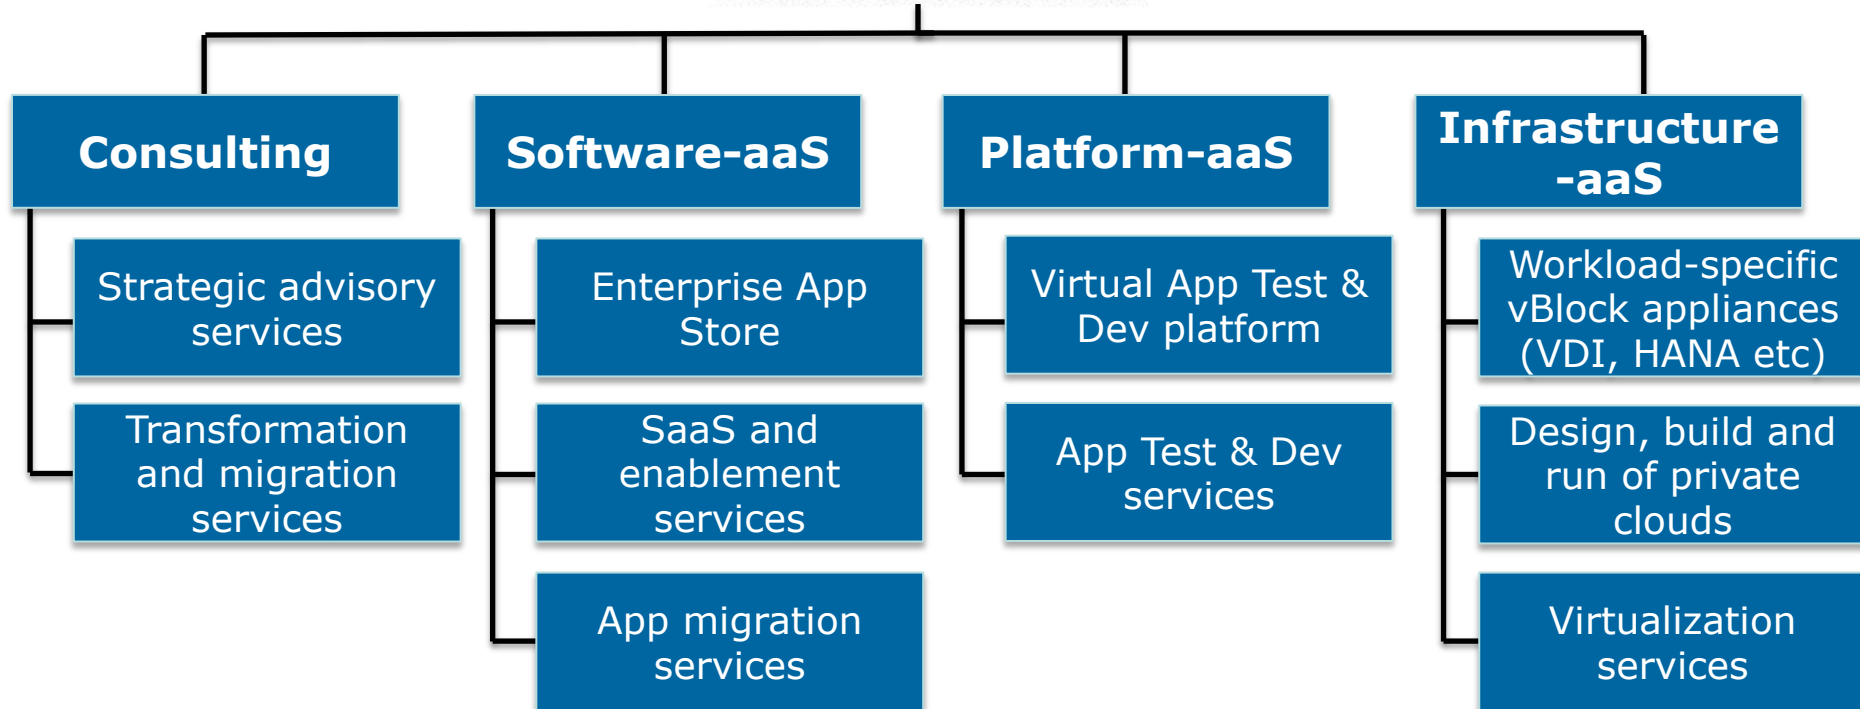 Consulting
Strategic advisory
services
Transformation
and migration
services
Software-aaS
Enterprise App
Store
SaaS and
enablement
services
App migration
services
Platform-aaS
Virtual App Test &
Dev platform
App Test & Dev
services
Infrastructure
-aaS
Workload-specific
vBlock appliances
(VDI, HANA etc)
Design, build and
run of private
clouds
Virtualization
services